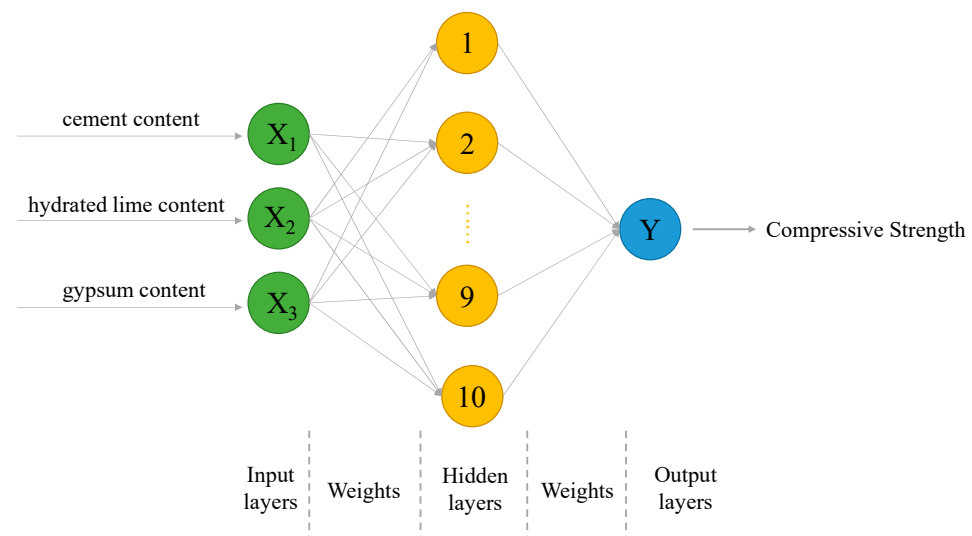 1
cement content
X1
2
hydrated lime content
X2
Y
Compressive Strength
gypsum content
X3
9
10
Input
layers
Weights
Hidden
layers
Weights
Output
layers